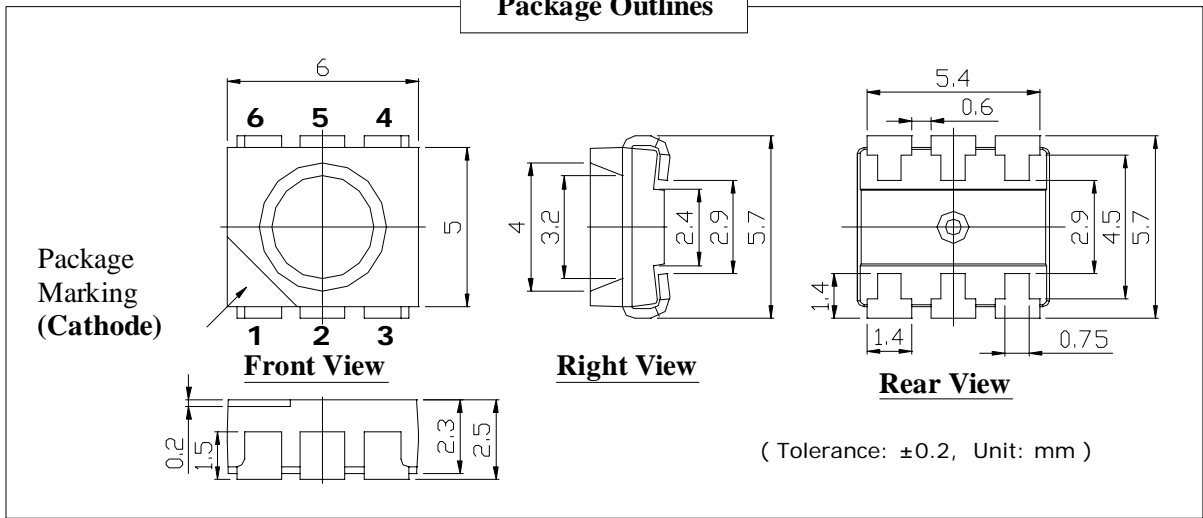 Package Outlines
6
6 5 4
5
Package
Marking
(Cathode)
1 2 3
Front View
4
3.2
2.4
2.9
5.7
Right View
5.4
0.6
2.9
4.5
5.7
1.4
1.4
0.75
Rear View
0.2
1.5
2.3
2.5
( Tolerance: ±0.2, Unit: mm )